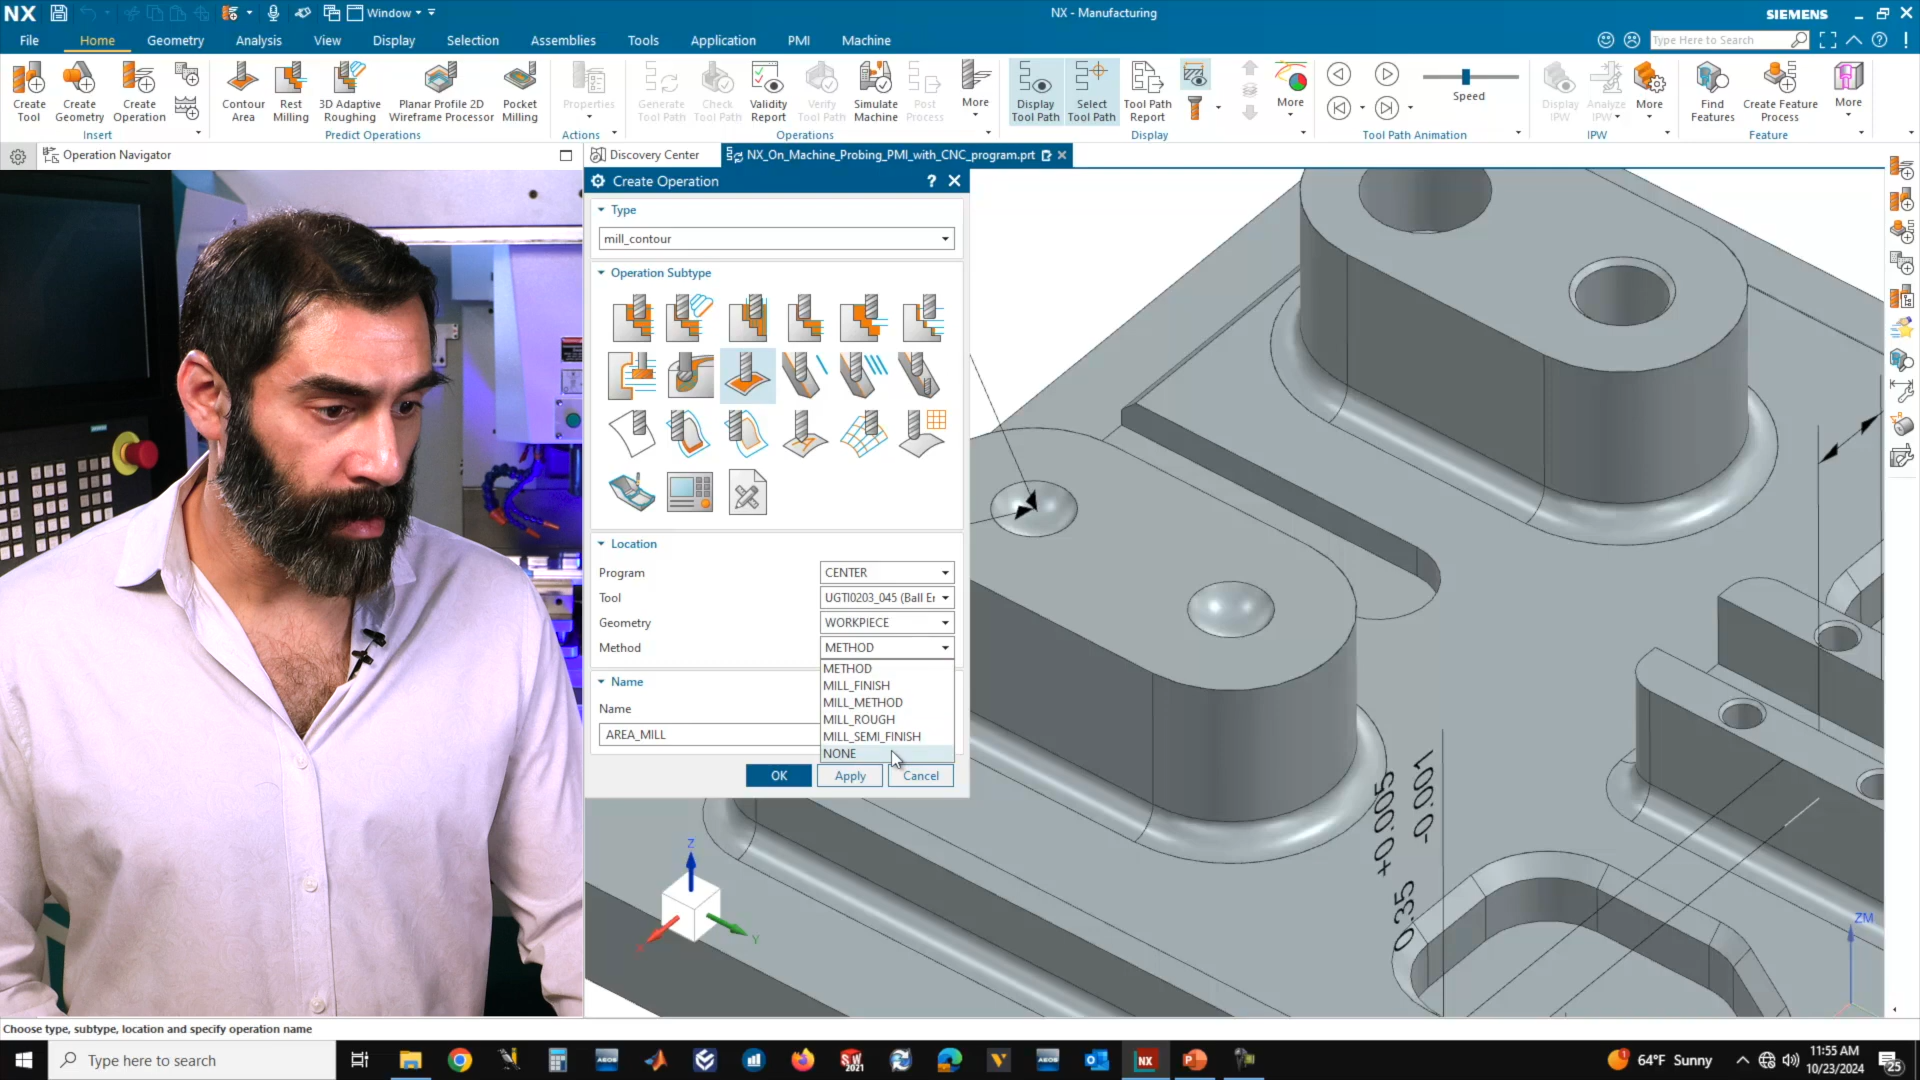 NX
Window
NX - Manufacturing
SIEMENS
File Home Geometry Analysis View Display Selection Assemblies Tools Application PMI Machine
Type Here to Search
Create Tool
Create Geometry
Create Operation
Insert
Contour Area
Rest Milling
3D Adaptive Roughing
Planar Profile 2D Wireframe Processor
Pocket Milling
Predict Operations
Properties
Actions
Generate Tool Path
Check Tool Path
Validity Report
Verify Tool Path
Simulate Machine
Post Process
More
Operations
Display Tool Path
Select Tool Path
Tool Path Report
More
Display
Speed
Tool Path Animation
Display IPW
Analyze IPW
More
IPW
Find Features
Create Feature Process
More
Feature
Operation Navigator
Discovery Center
NX_On_Machine_Probing_PMI_with_CNC_program.prt
Create Operation
?
Type
mill_contour
Operation Subtype
Location
Program CENTER
Tool UGTI0203_045 (Ball Er
Geometry WORKPIECE
Method METHOD
METHOD
MILL_FINISH
MILL_METHOD
MILL_ROUGH
MILL_SEMI_FINISH
NONE
Name
Name
AREA_MILL
OK Apply Cancel
Z
X
Y
0.35 +0.005
-0.001
ZM
Choose type, subtype, location and specify operation name
Type here to search
SW
2021
NX
64°F Sunny
11:55 AM
10/23/2024
25